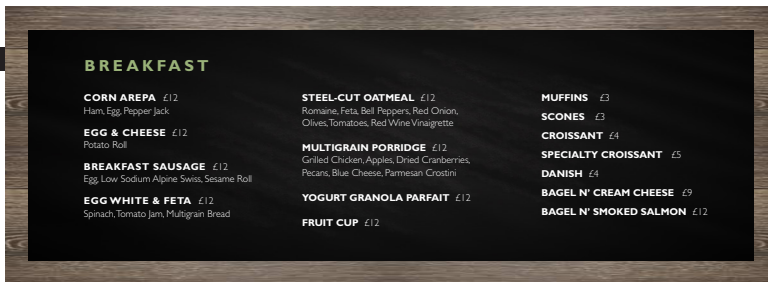 BREAKFAST
CORN AREPA £12
Ham, Egg, Pepper Jack
EGG & CHEESE £12
Potato Roll
BREAKFAST SAUSAGE £12
Egg, Low Sodium Alpine Swiss, Sesame Roll
EGG WHITE & FETA £12
Spinach, Tomato Jam, Multigrain Bread
STEEL-CUT OATMEAL £12
Romaine, Feta, Bell Peppers, Red Onion,
Olives, Tomatoes, Red Wine Vinaigrette
MULTIGRAIN PORRIDGE £12
Grilled Chicken, Apples, Dried Cranberries,
Pecans, Blue Cheese, Parmesan Crostini
YOGURT GRANOLA PARFAIT £12
FRUIT CUP £12
MUFFINS £3
SCONES £3
CROISSANT £4
SPECIALTY CROISSANT £5
DANISH £4
BAGEL N' CREAM CHEESE £9
BAGEL N' SMOKED SALMON £12